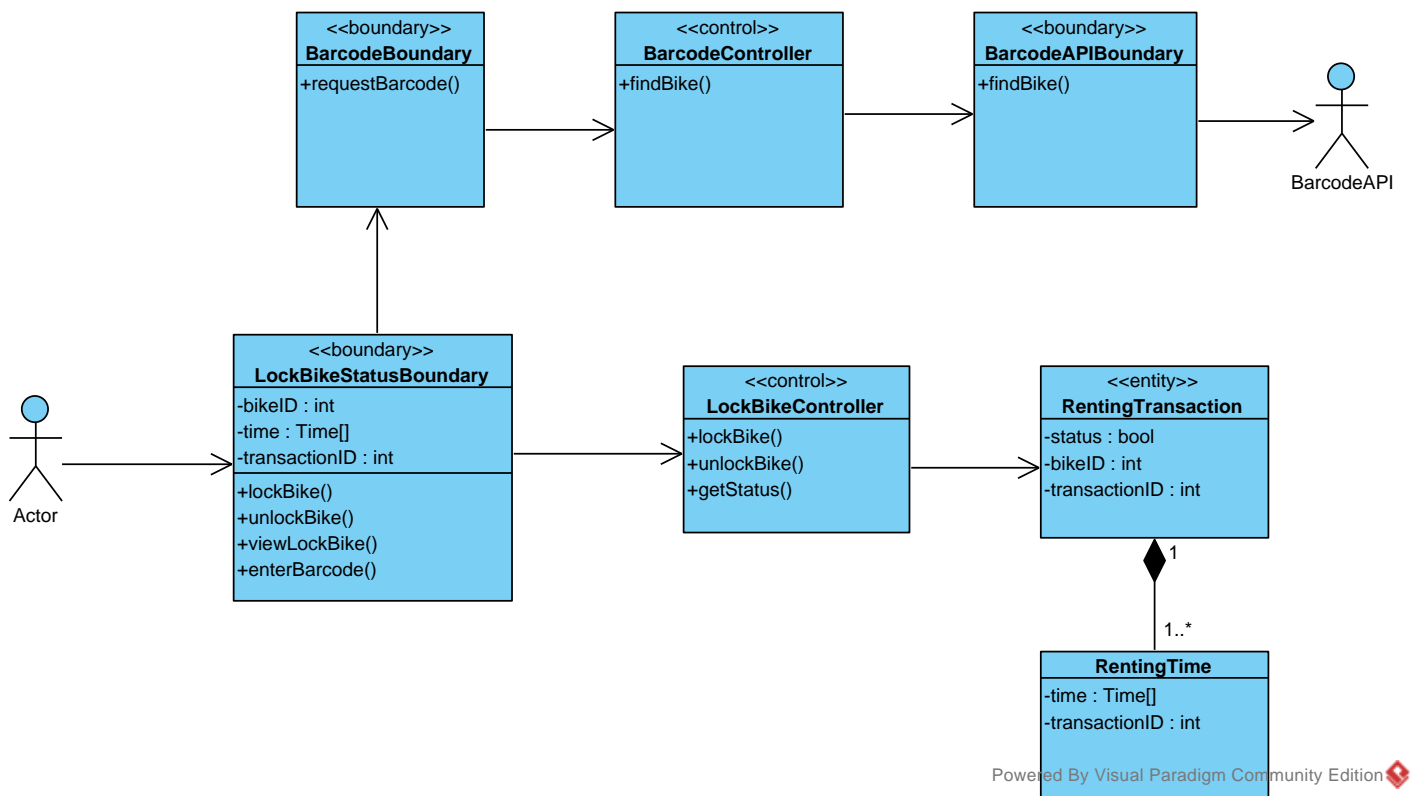 <<boundary>>
BarcodeBoundary
+requestBarcode()
<<control>>
BarcodeController
+findBike()
<<boundary>>
BarcodeAPIBoundary
+findBike()
BarcodeAPI
<<boundary>>
LockBikeStatusBoundary
-bikeID : int
-time : Time[]
-transactionID : int
+lockBike()
+unlockBike()
+viewLockBike()
+enterBarcode()
Actor
<<control>>
LockBikeController
+lockBike()
+unlockBike()
+getStatus()
<<entity>>
RentingTransaction
-status : bool
-bikeID : int
-transactionID : int
1
1..*
RentingTime
-time : Time[]
-transactionID : int
Powered By Visual Paradigm Community Edition